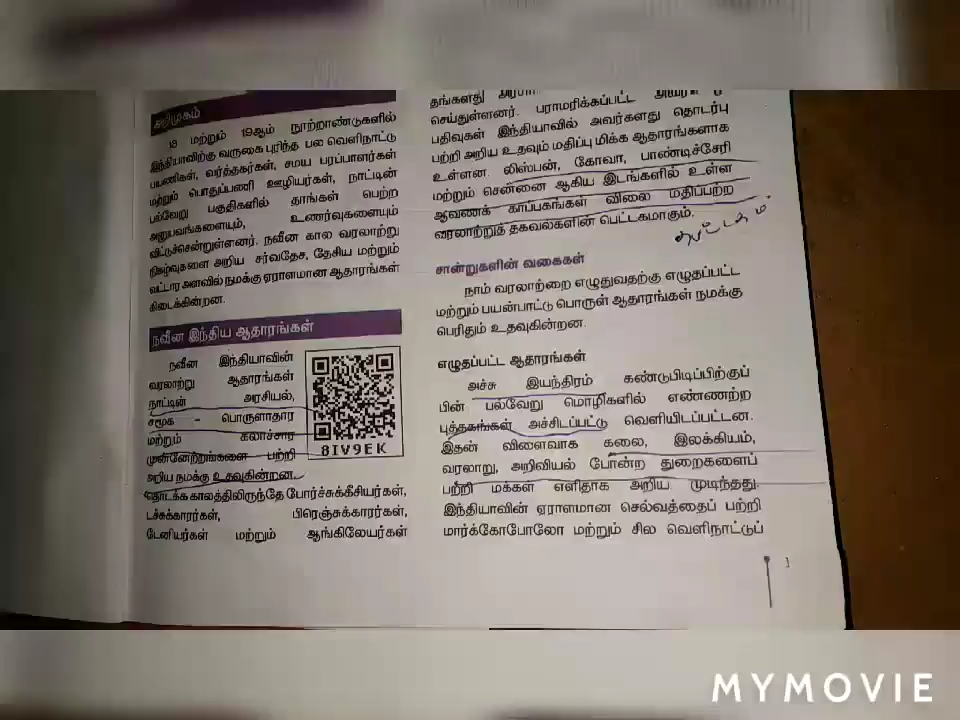 அறிமுகம்
18 மற்றும் 19ஆம் நூற்றாண்டுகளில்
இந்தியாவிற்கு வருகை புரிந்த பல வெளிநாட்டு
பயணிகள், வர்த்தகர்கள், சமய பரப்பாளர்கள்
மற்றும் பொதுப்பணி ஊழியர்கள், நாட்டின்
பல்வேறு பகுதிகளில் தாங்கள் பெற்ற
அனுபவங்களையும், உணர்வுகளையும்
விட்டுச்சென்றுள்ளனர். நவீன கால வரலாற்று
நிகழ்வுகளை அறிய சர்வதேச, தேசிய மற்றும்
வட்டார அளவில் நமக்கு ஏராளமான ஆதாரங்கள்
கிடைக்கின்றன.
நவீன இந்திய ஆதாரங்கள்
நவீன இந்தியாவின்
வரலாற்று ஆதாரங்கள்
நாட்டின் அரசியல்,
சமூக - பொருளாதார
மற்றும் கலாச்சார
முன்னேற்றங்களை பற்றி
அறிய நமக்கு உதவுகின்றன.
8IV9EK
தொடக்க காலத்திலிருந்தே போர்ச்சுக்கீசியர்கள்,
டச்சுக்காரர்கள், பிரெஞ்சுக்காரர்கள்,
டேனியர்கள் மற்றும் ஆங்கிலேயர்கள்
தங்களது
செய்துள்ளனர். பராமரிக்கப்பட்ட
பதிவுகள் இந்தியாவில் அவர்களது தொடர்பு
பற்றி அறிய உதவும் மதிப்பு மிக்க ஆதாரங்களாக
உள்ளன. லிஸ்பன், கோவா, பாண்டிச்சேரி
மற்றும் சென்னை ஆகிய இடங்களில் உள்ள
ஆவணக் காப்பகங்கள் விலை மதிப்பற்ற
வரலாற்றுத் தகவல்களின் பெட்டகமாகும்.
சான்றுகளின் வகைகள்
நாம் வரலாற்றை எழுதுவதற்கு எழுதப்பட்ட
மற்றும் பயன்பாட்டு பொருள் ஆதாரங்கள் நமக்கு
பெரிதும் உதவுகின்றன.
எழுதப்பட்ட ஆதாரங்கள்
அச்சு இயந்திரம் கண்டுபிடிப்பிற்குப்
பின் பல்வேறு மொழிகளில் எண்ணற்ற
புத்தகங்கள் அச்சிடப்பட்டு வெளியிடப்பட்டன.
இதன் விளைவாக கலை, இலக்கியம்,
வரலாறு, அறிவியல் போன்ற துறைகளைப்
பற்றி மக்கள் எளிதாக அறிய முடிந்தது.
இந்தியாவின் ஏராளமான செல்வத்தைப் பற்றி
மார்க்கோபோலோ மற்றும் சில வெளிநாட்டுப்
MYMOVIE